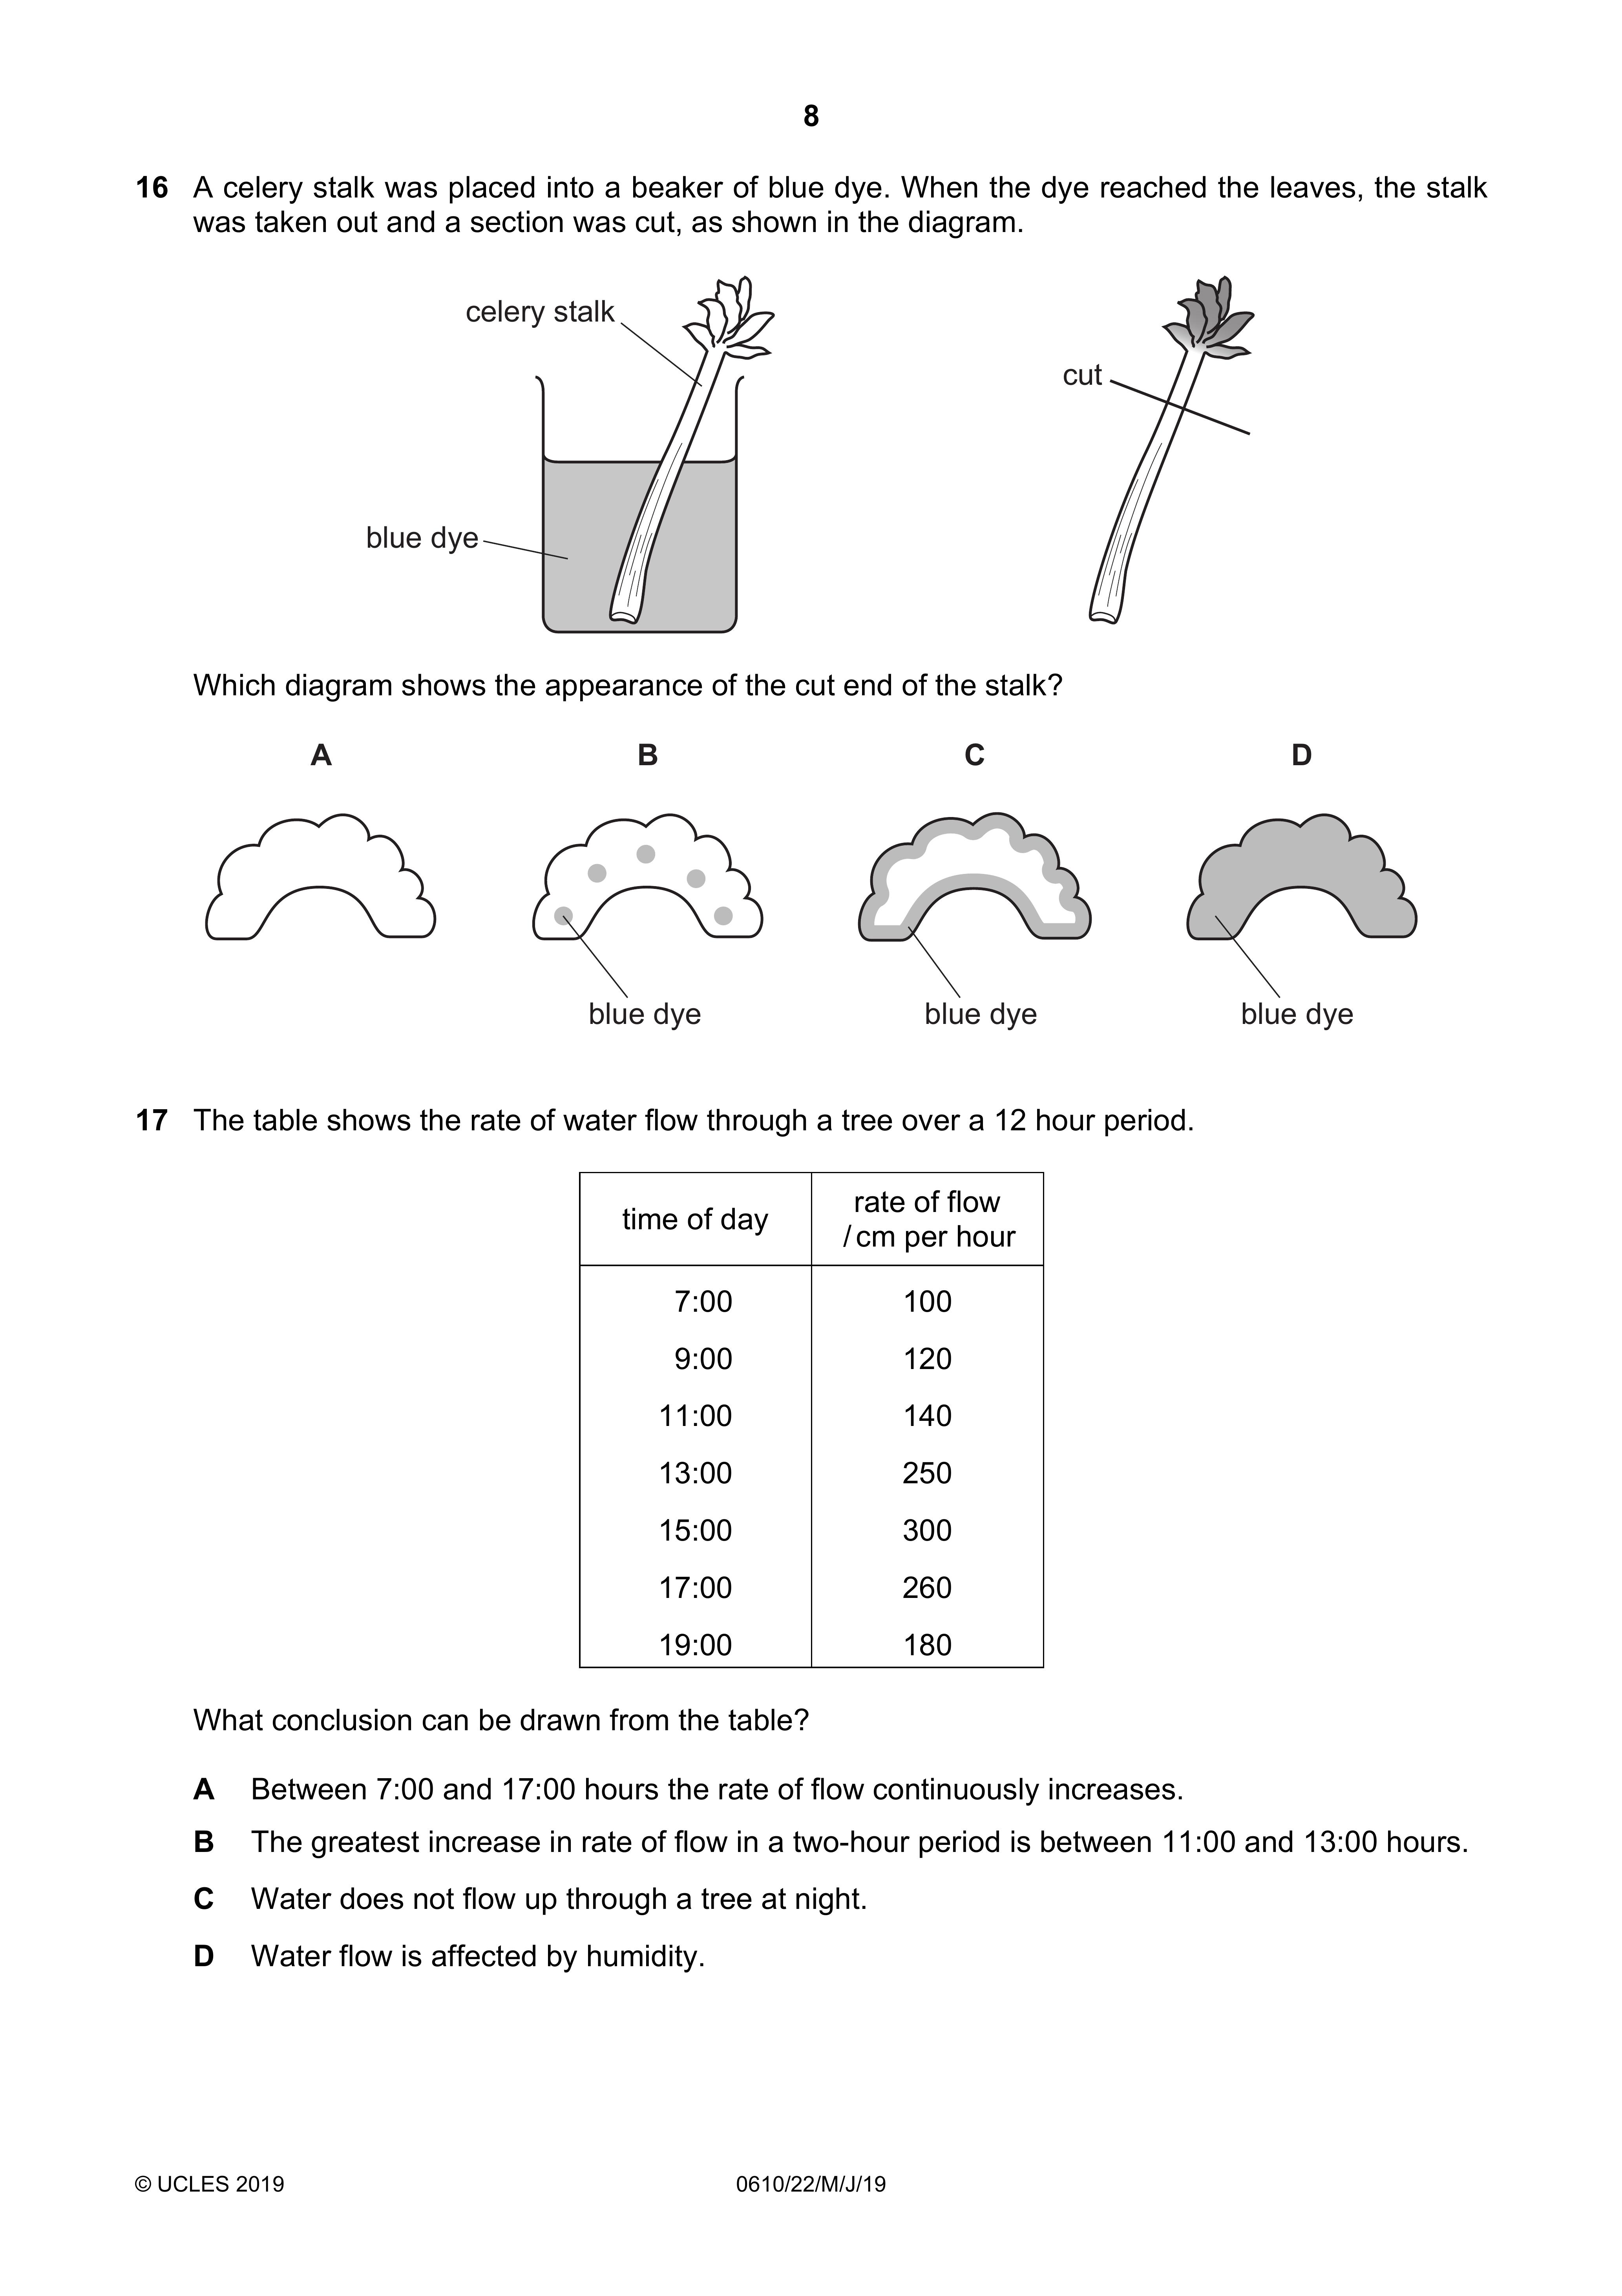 8
16 A celery stalk was placed into a beaker of blue dye. When the dye reached the leaves, the stalk
was taken out and a section was cut, as shown in the diagram.
celery stalk
cut
blue dye
Which diagram shows the appearance of the cut end of the stalk?
A B C D
blue dye blue dye blue dye
17 The table shows the rate of water flow through a tree over a 12 hour period.
time of day
rate of flow
/ cm per hour
7:00 100
9:00 120
11:00 140
13:00 250
15:00 300
17:00 260
19:00 180
What conclusion can be drawn from the table?
A Between 7:00 and 17:00 hours the rate of flow continuously increases.
B The greatest increase in rate of flow in a two-hour period is between 11:00 and 13:00 hours.
C Water does not flow up through a tree at night.
D Water flow is affected by humidity.
© UCLES 2019 0610/22/M/J/19